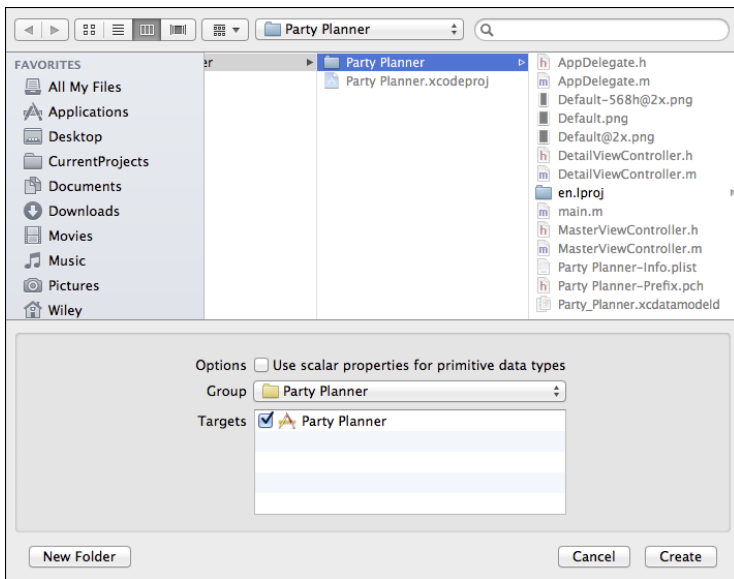 Party Planner
FAVORITES
All My Files
Applications
Desktop
CurrentProjects
Documents
Downloads
Movies
Music
Pictures
Wiley
er
Party Planner
Party Planner.xcodeproj
h AppDelegate.h
m AppDelegate.m
Default-568h@2x.png
Default.png
Default@2x.png
h DetailViewController.h
m DetailViewController.m
en.lproj
m main.m
h MasterViewController.h
m MasterViewController.m
Party Planner-Info.plist
h Party Planner-Prefix.pch
Party_Planner.xcdatamodeld
Options Use scalar properties for primitive data types
Group Party Planner
Targets Party Planner
New Folder Cancel Create